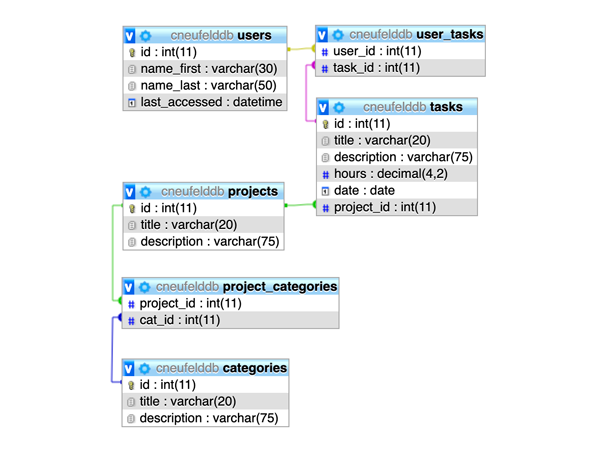 cneufelddb users
id : int(11)
name_first : varchar(30)
name_last : varchar(50)
last_accessed : datetime
cneufelddb user_tasks
user_id : int(11)
task_id : int(11)
cneufelddb tasks
id : int(11)
title : varchar(20)
description : varchar(75)
hours : decimal(4,2)
date : date
project_id : int(11)
cneufelddb projects
id : int(11)
title : varchar(20)
description : varchar(75)
cneufelddb project_categories
project_id : int(11)
cat_id : int(11)
cneufelddb categories
id : int(11)
title : varchar(20)
description : varchar(75)